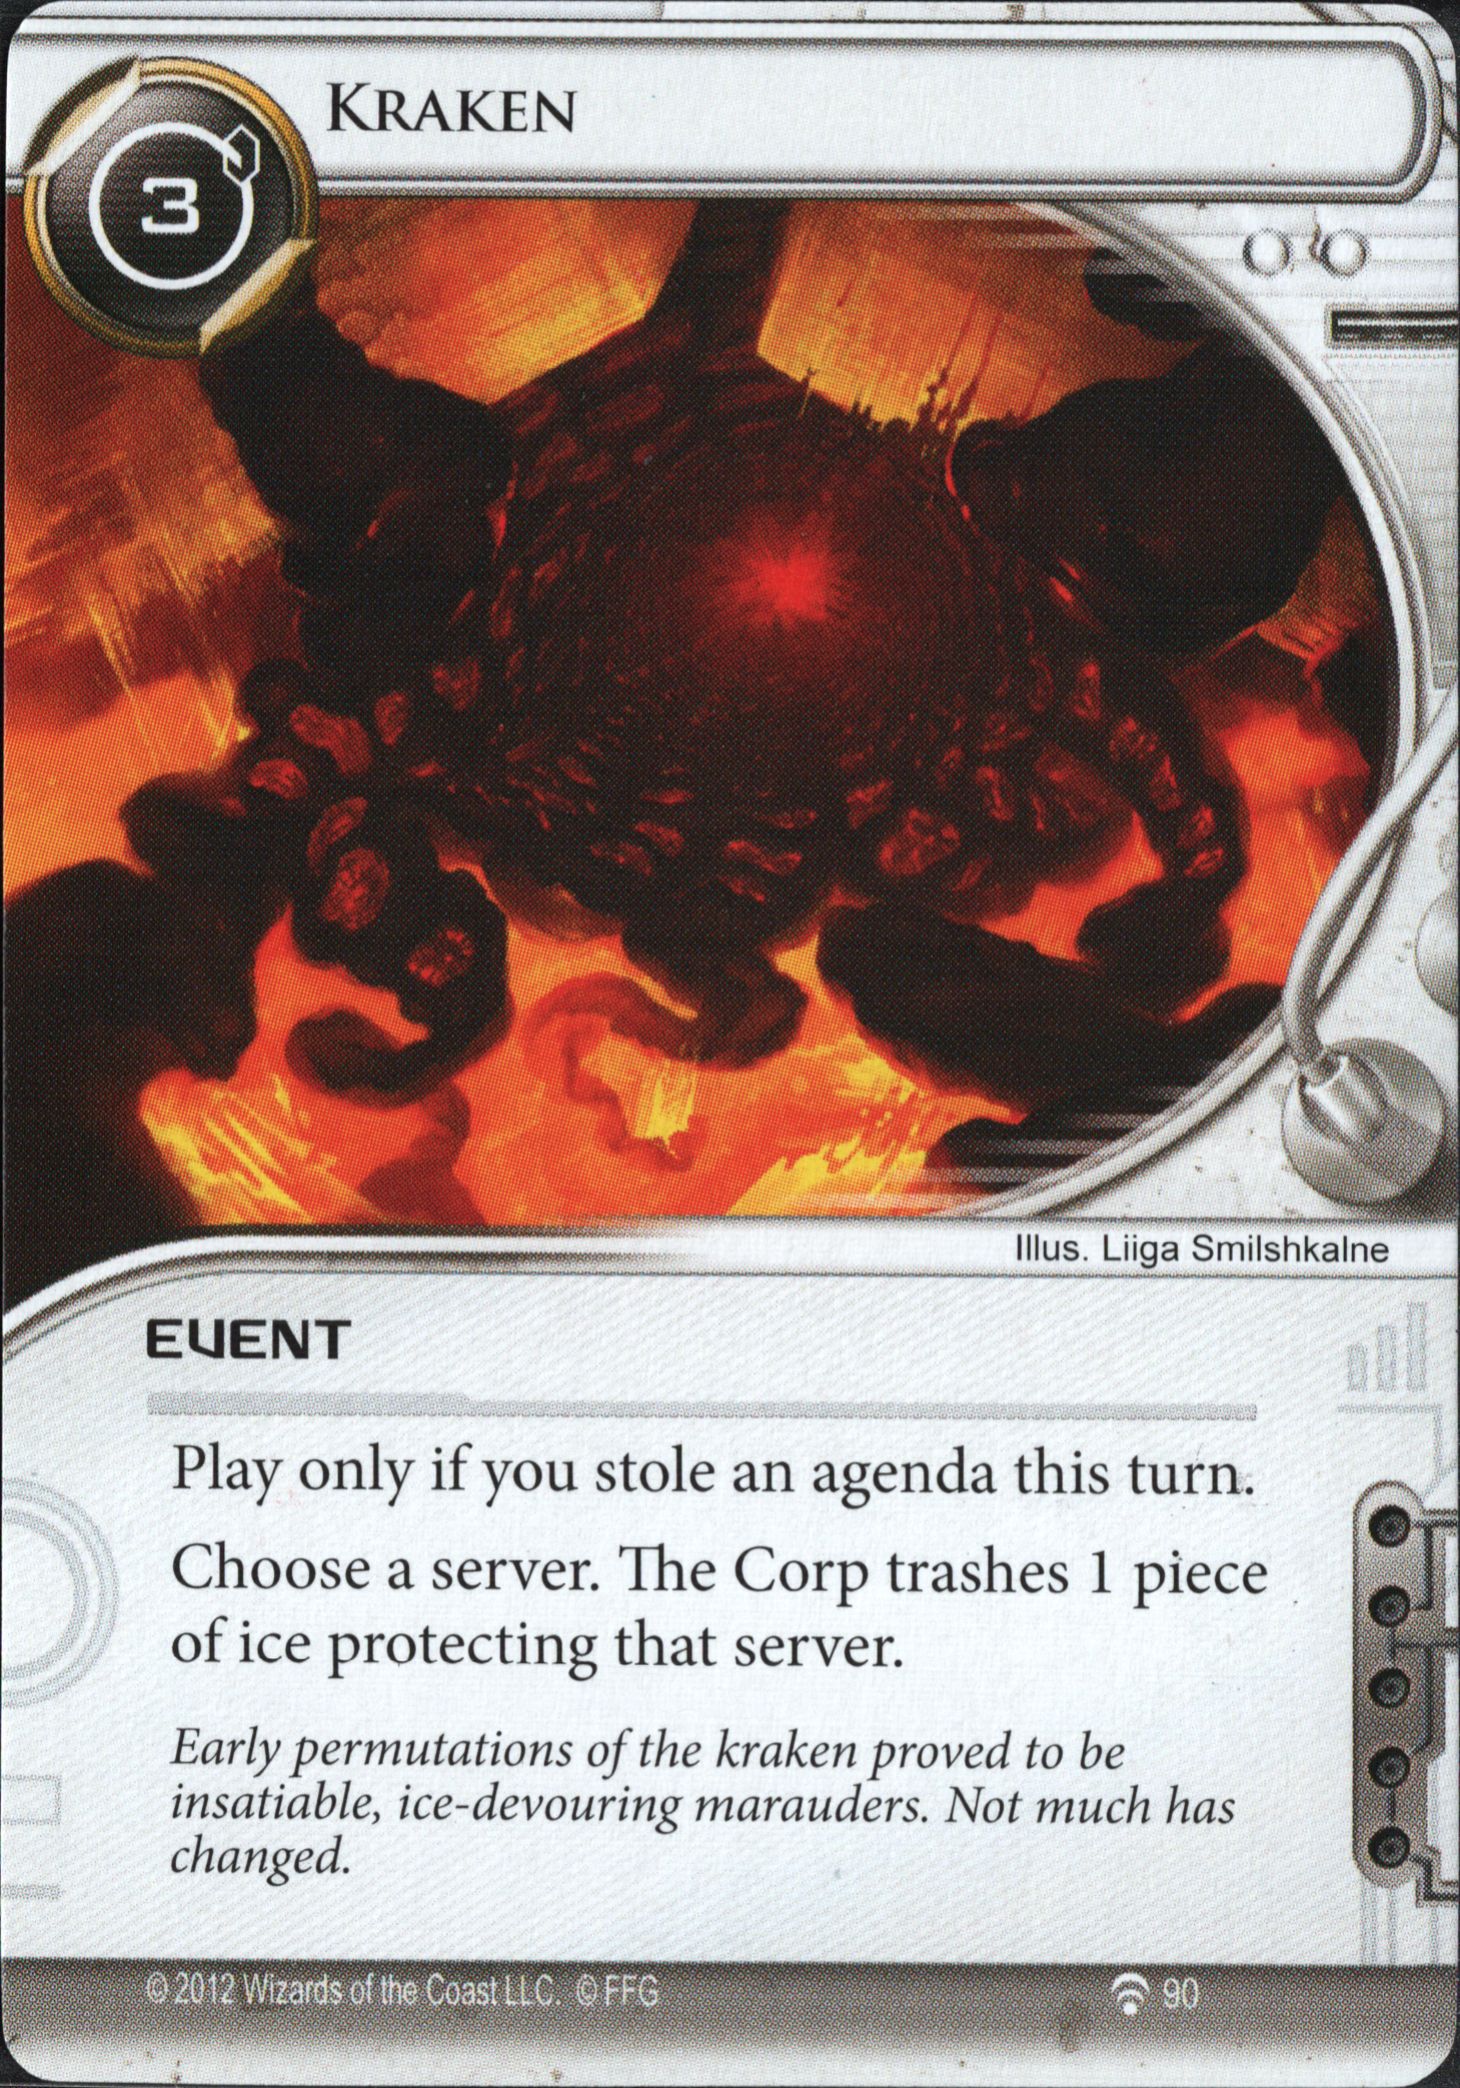 Kraken
3
Illus. Liiga Smilshkalne
EVENT
Play only if you stole an agenda this turn.
Choose a server. The Corp trashes 1 piece
of ice protecting that server.
Early permutations of the kraken proved to be
insatiable, ice-devouring marauders. Not much has
changed.
© 2012 Wizards of the Coast LLC. © FFG
90